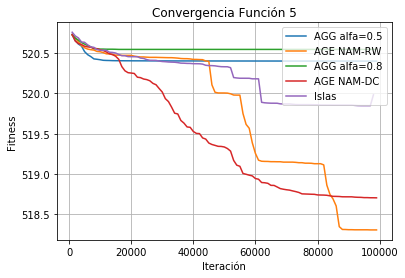 Convergencia Función 5
AGG alfa=0.5
AGE NAM-RW
AGG alfa=0.8
AGE NAM-DC
Islas
Fitness
520.5
520.0
519.5
519.0
518.5
0 20000 40000 60000 80000 100000
Iteración